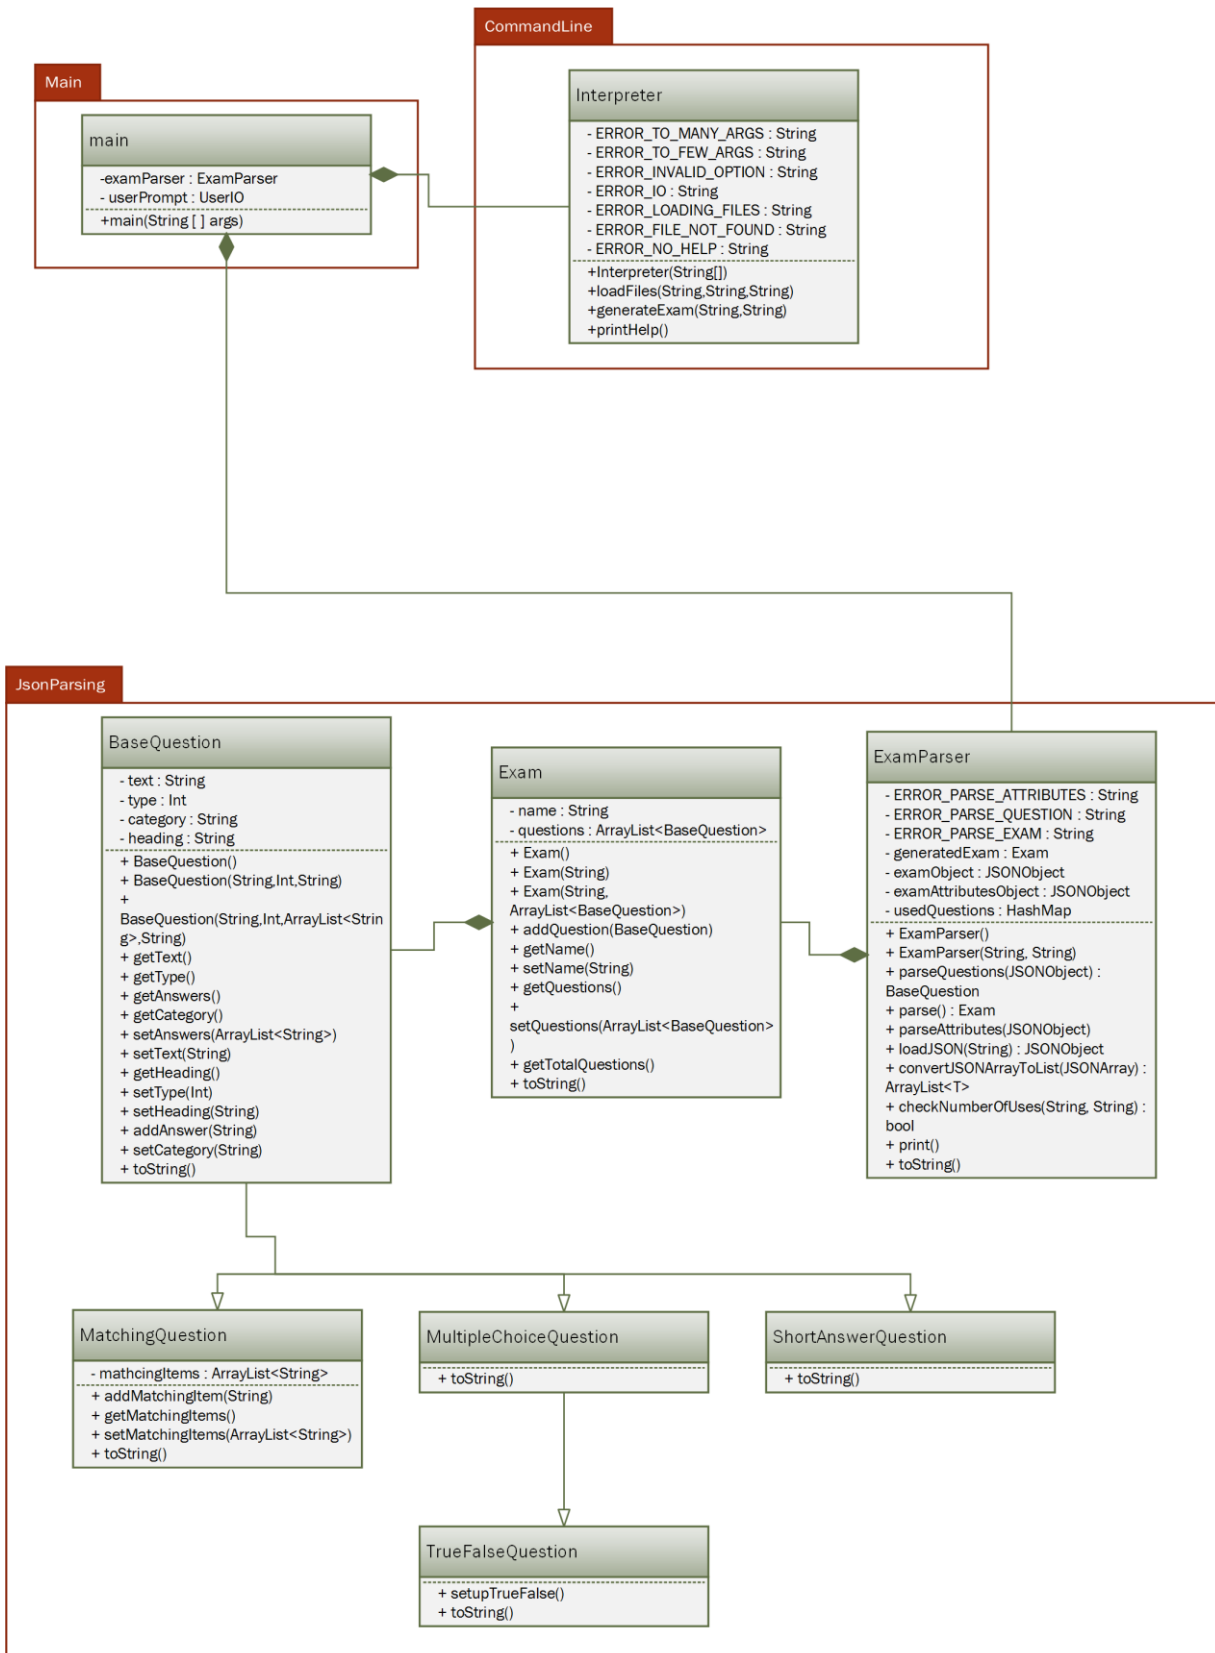 CommandLine
Main
Interpreter
- ERROR_TO_MANY_ARGS : String
- ERROR_TO_FEW_ARGS : String
- ERROR_INVALID_OPTION : String
- ERROR_IO : String
- ERROR_LOADING_FILES : String
- ERROR_FILE_NOT_FOUND : String
- ERROR_NO_HELP : String
+Interpreter(String[])
+loadFiles(String,String,String)
+generateExam(String,String)
+printHelp()
main
-examParser : ExamParser
- userPrompt : UserIO
+main(String [ ] args)
JsonParsing
BaseQuestion
- text : String
- type : Int
- category : String
- heading : String
+ BaseQuestion()
+ BaseQuestion(String,Int,String)
+
BaseQuestion(String,Int,ArrayList<Strin
g>,String)
+ getText()
+ getType()
+ getAnswers()
+ getCategory()
+ setAnswers(ArrayList<String>)
+ setText(String)
+ getHeading()
+ setType(Int)
+ setHeading(String)
+ addAnswer(String)
+ setCategory(String)
+ toString()
Exam
- name : String
- questions : ArrayList<BaseQuestion>
+ Exam()
+ Exam(String)
+ Exam(String,
ArrayList<BaseQuestion>)
+ addQuestion(BaseQuestion)
+ getName()
+ setName(String)
+ getQuestions()
+
setQuestions(ArrayList<BaseQuestion>
)
+ getTotalQuestions()
+ toString()
ExamParser
- ERROR_PARSE_ATTRIBUTES : String
- ERROR_PARSE_QUESTION : String
- ERROR_PARSE_EXAM : String
- generatedExam : Exam
- examObject : JSONObject
- examAttributesObject : JSONObject
- usedQuestions : HashMap
+ ExamParser()
+ ExamParser(String, String)
+ parseQuestions(JSONObject) :
BaseQuestion
+ parse() : Exam
+ parseAttributes(JSONObject)
+ loadJSON(String) : JSONObject
+ convertJSONArrayToList(JSONArray) :
ArrayList<T>
+ checkNumberOfUses(String, String) :
bool
+ print()
+ toString()
MatchingQuestion
- mathcingItems : ArrayList<String>
+ addMatchingItem(String)
+ getMatchingItems()
+ setMatchingItems(ArrayList<String>)
+ toString()
MultipleChoiceQuestion
+ toString()
ShortAnswerQuestion
+ toString()
TrueFalseQuestion
+ setupTrueFalse()
+ toString()